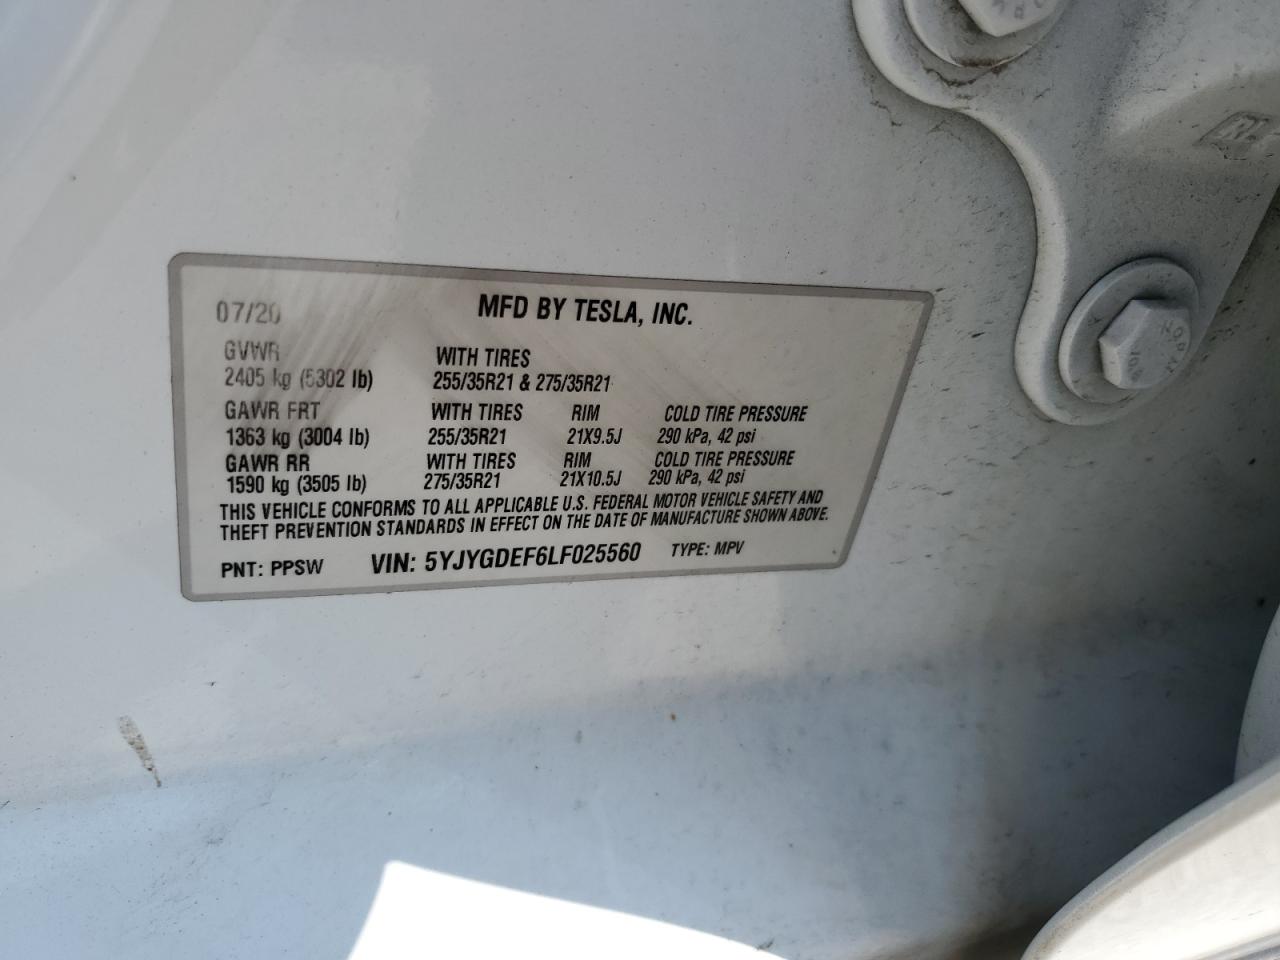 07/20 MFD BY TESLA, INC.
GVWR WITH TIRES
2405 kg (5302 lb) 255/35R21 & 275/35R21
GAWR FRT WITH TIRES RIM COLD TIRE PRESSURE
1363 kg (3004 lb) 255/35R21 21X9.5J 290 kPa, 42 psi
GAWR RR WITH TIRES RIM COLD TIRE PRESSURE
1590 kg (3505 lb) 275/35R21 21X10.5J 290 kPa, 42 psi
THIS VEHICLE CONFORMS TO ALL APPLICABLE U.S. FEDERAL MOTOR VEHICLE SAFETY AND
THEFT PREVENTION STANDARDS IN EFFECT ON THE DATE OF MANUFACTURE SHOWN ABOVE.
PNT: PPSW VIN: 5YJYGDEF6LF025560 TYPE: MPV